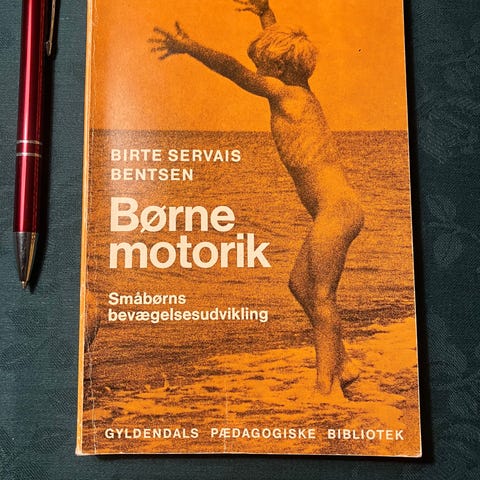 BIRTE SERVAIS
BENTSEN
Børne
motorik
Småbørns
bevægelsesudvikling
GYLDENDALS PÆDAGOGISKE BIBLIOTEK